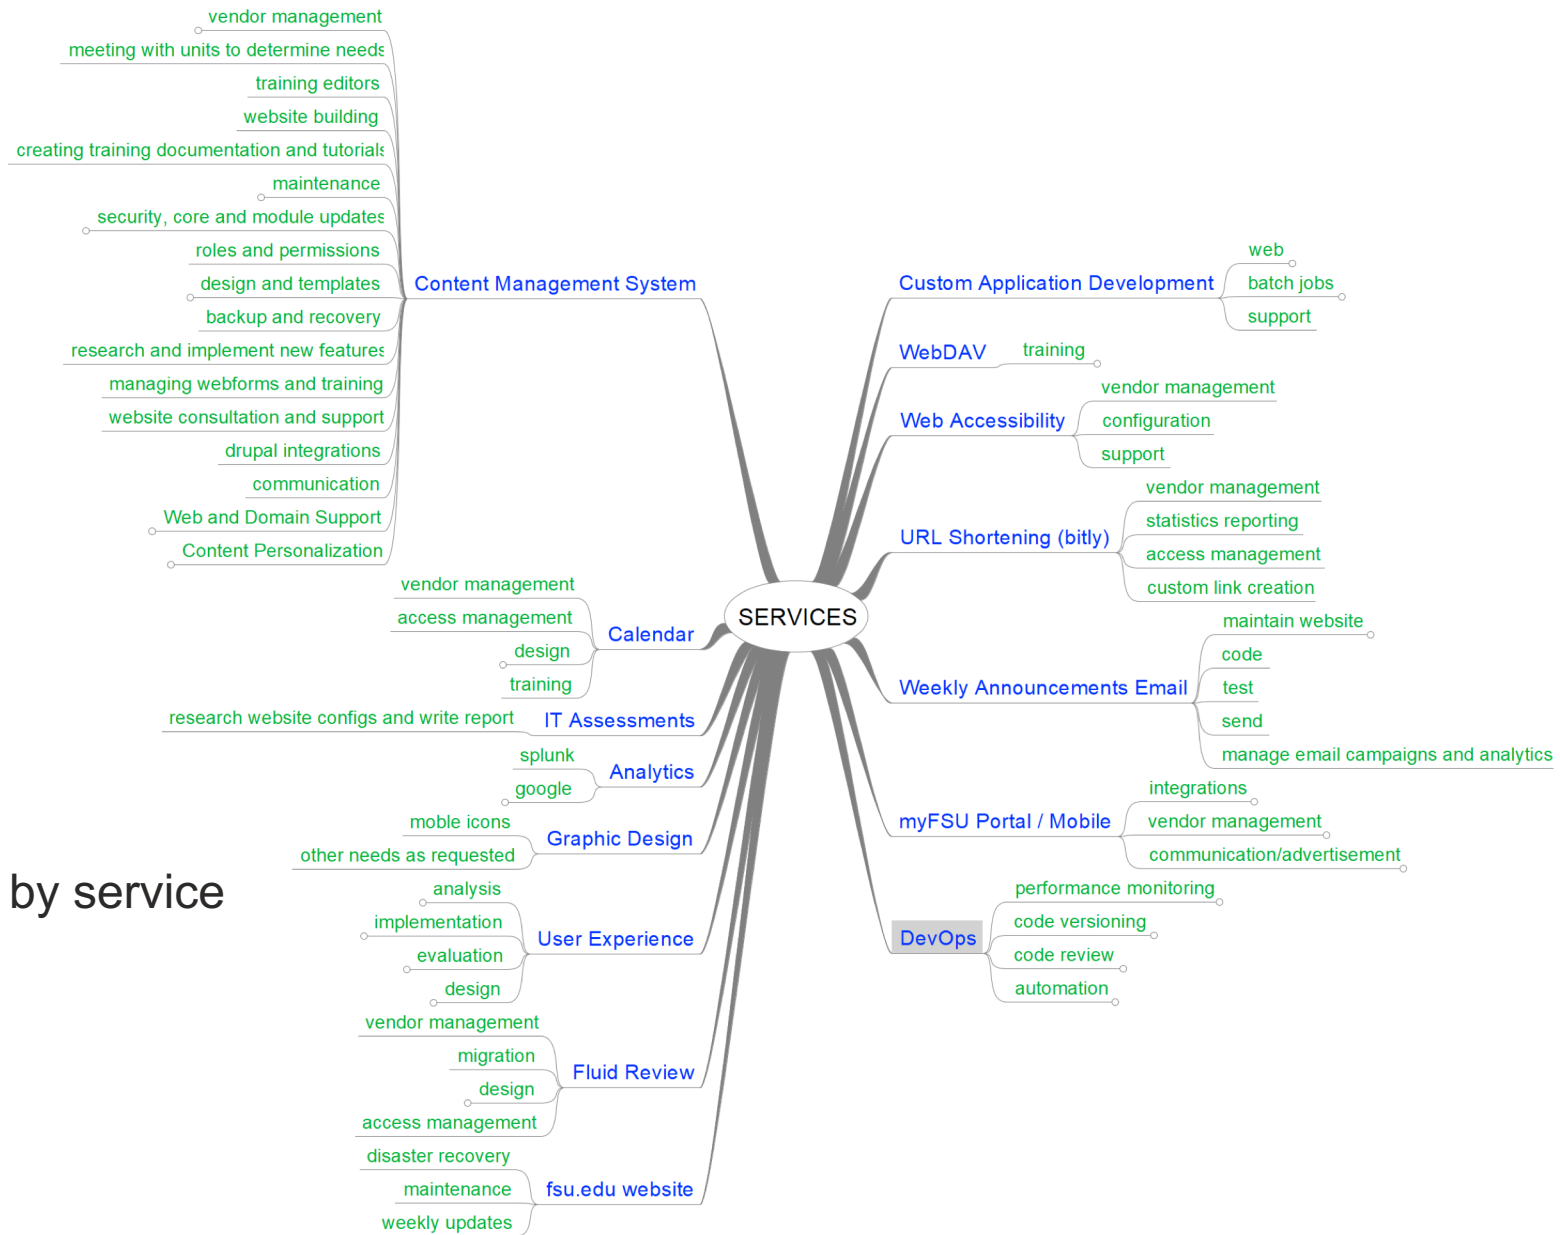 vendor management
meeting with units to determine needs
training editors
website building
creating training documentation and tutorials
maintenance
security, core and module updates
roles and permissions
design and templates
backup and recovery
research and implement new features
managing webforms and training
website consultation and support
drupal integrations
communication
Web and Domain Support
Content Personalization
Content Management System
vendor management
access management
design
training
Calendar
research website configs and write report
IT Assessments
splunk
google
Analytics
moble icons
other needs as requested
Graphic Design
by service
analysis
implementation
evaluation
design
User Experience
vendor management
migration
design
access management
Fluid Review
disaster recovery
maintenance
weekly updates
fsu.edu website
SERVICES
Custom Application Development
web
batch jobs
support
WebDAV
training
Web Accessibility
vendor management
configuration
support
URL Shortening (bitly)
vendor management
statistics reporting
access management
custom link creation
Weekly Announcements Email
maintain website
code
test
send
manage email campaigns and analytics
myFSU Portal / Mobile
integrations
vendor management
communication/advertisement
DevOps
performance monitoring
code versioning
code review
automation